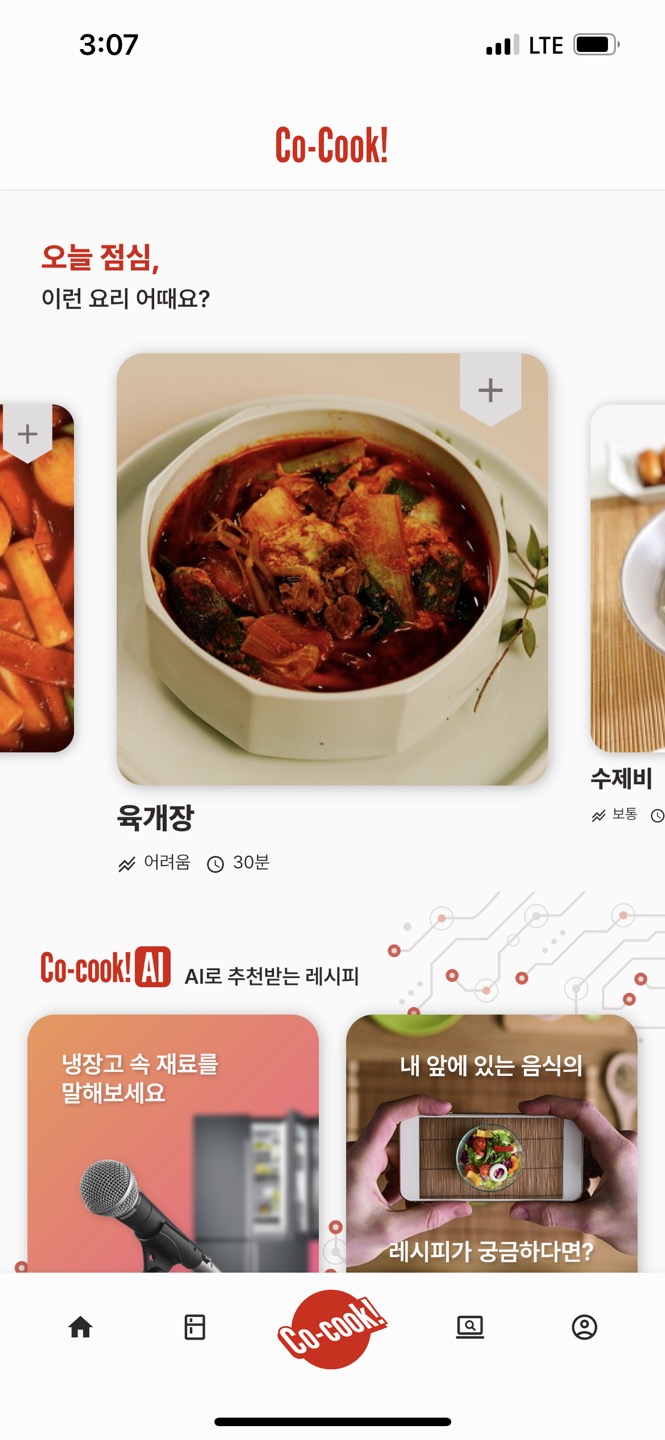 3:07
LTE
Co-Cook!
오늘 점심,
이런 요리 어때요?
육개장
어려움 30분
수제비
보통
Co-cook! AI AI로 추천받는 레시피
냉장고 속 재료를
말해보세요
내 앞에 있는 음식의
레시피가 궁금하다면?
Co-cook!